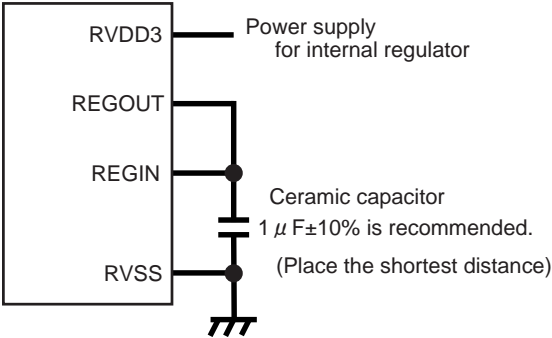 RVDD3
Power supply
for internal regulator
REGOUT
REGIN
Ceramic capacitor
1 μ F±10% is recommended.
(Place the shortest distance)
RVSS